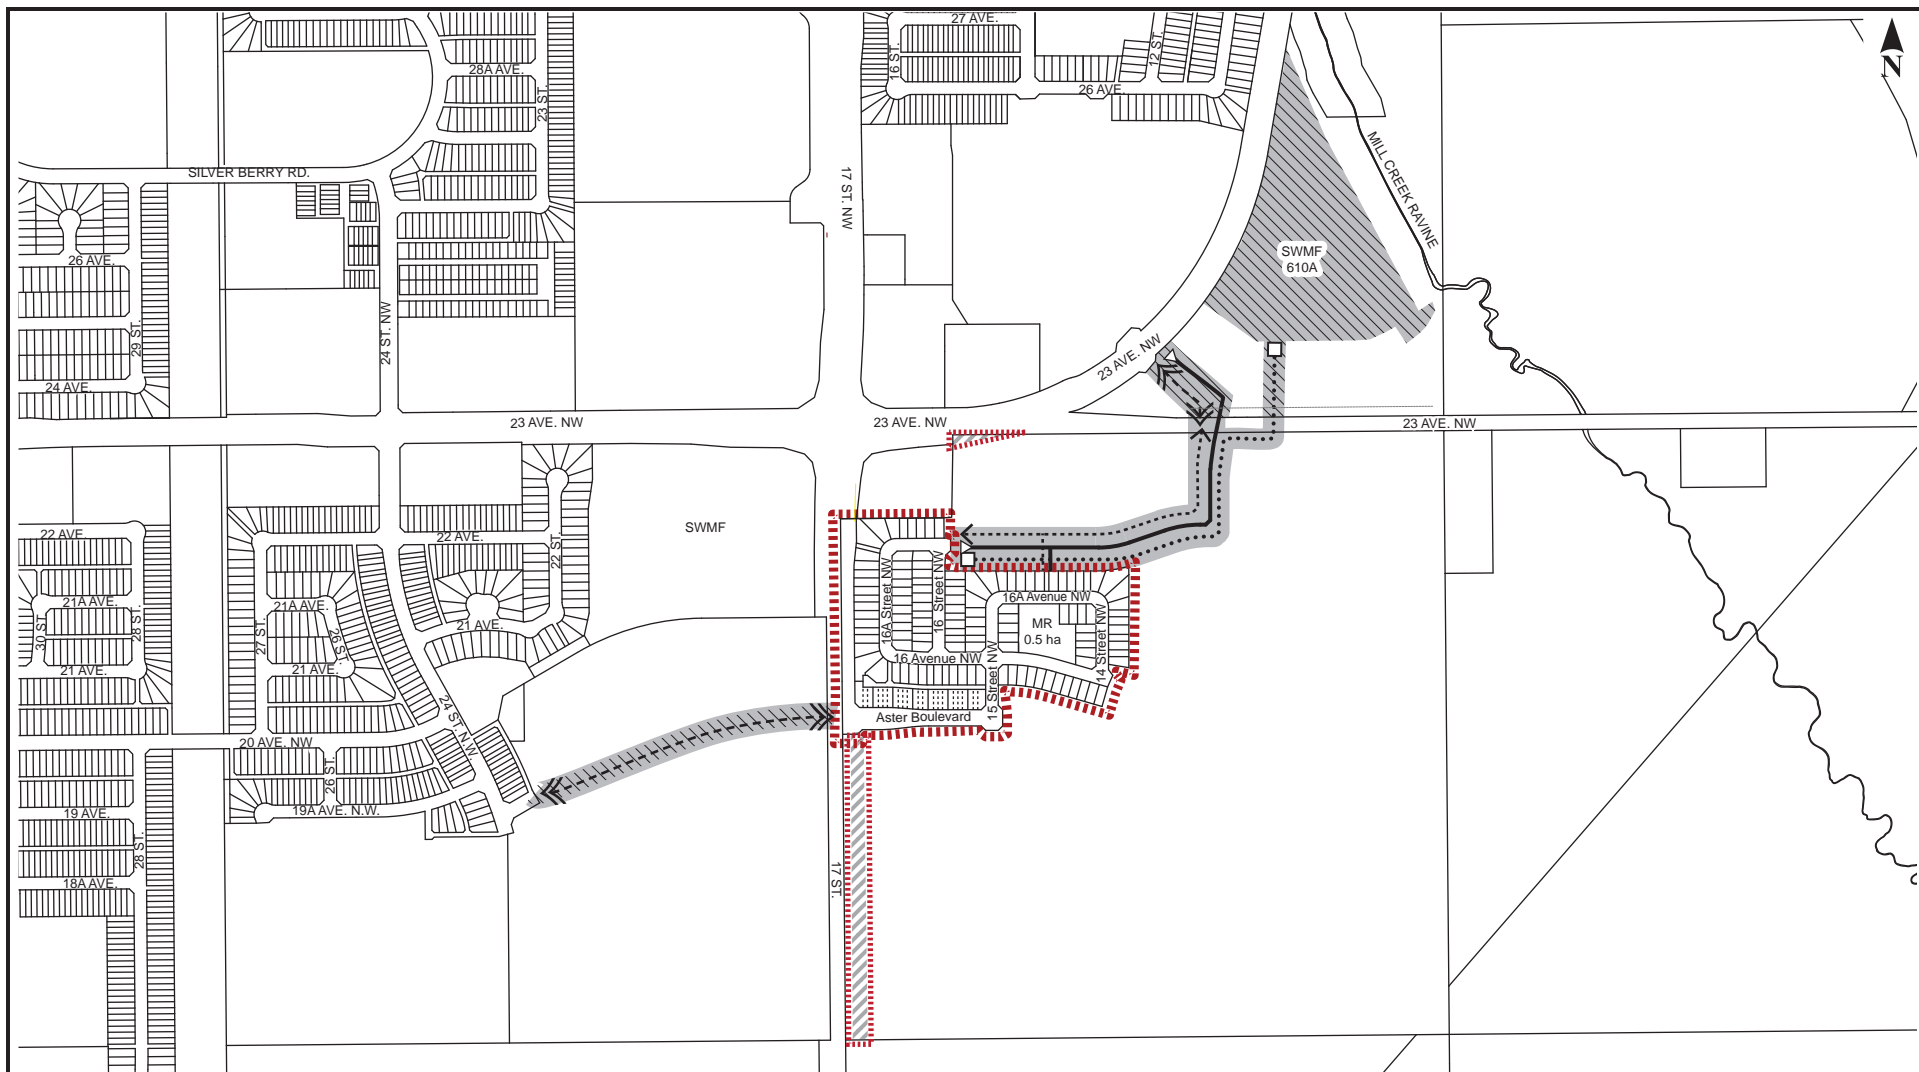 27 AVE.
16 ST.
12 ST.
28A AVE.
23 ST.
26 AVE.
N
MILL CREEK RAVINE
SILVER BERRY RD.
17 ST. NW
SWMF
610A
26 AVE.
29 ST.
24 ST. NW
23 AVE. NW
24 AVE.
23 AVE. NW
23 AVE. NW
23 AVE. NW
SWMF
22 AVE.
22 AVE.
22 ST.
21A AVE.
30 ST
28 ST.
27 ST.
21A AVE.
26 ST.
21 AVE.
21 AVE.
21 AVE.
16A Street NW
16 Street NW
16A Avenue NW
MR
0.5 ha
14 Street NW
16 Avenue NW
15 Street NW
Aster Boulevard
24 ST. N.W.
20 AVE. NW
26 ST.
19A AVE. N.W.
19 AVE.
28 ST.
18A AVE.
17 ST.